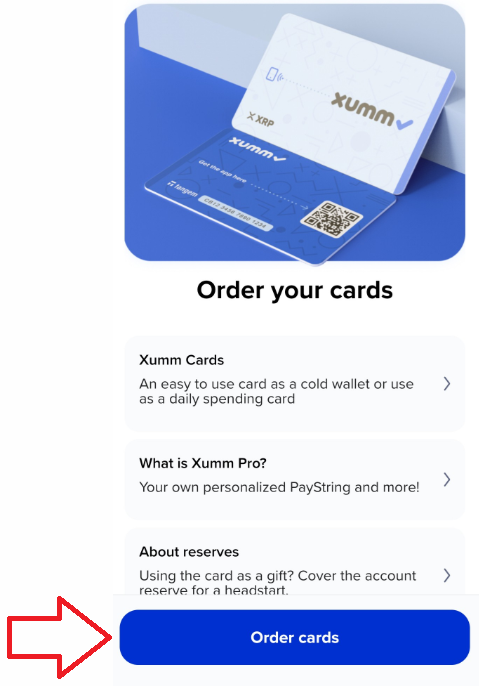 xumm
XRP
xumm
Get the app here
Tangem
Order your cards
Xumm Cards
An easy to use card as a cold wallet or use
as a daily spending card
What is Xumm Pro?
Your own personalized PayString and more!
About reserves
Using the card as a gift? Cover the account
reserve for a headstart.
Order cards